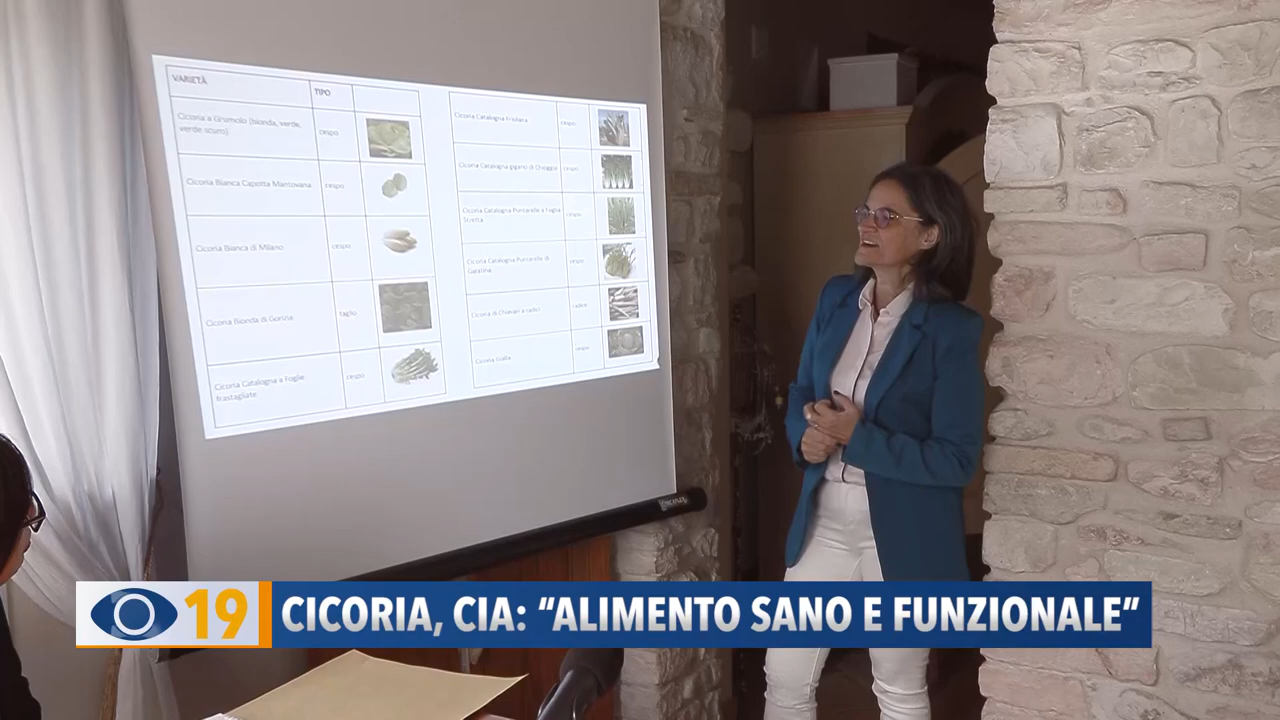 VARIETÀ
TIPO
Cicoria a Grumolo (bionda, verde,
verde scuro)
cespo
Cicoria Bianca Capotta Mantovana
cespo
Cicoria Bianca di Milano
cespo
Cicoria Bionda di Gorizia
taglio
Cicoria Catalogna a Foglie
frastagliate
cespo
Cicoria Catalogna Friulana
cespo
Cicoria Catalogna gigante di Chioggia
cespo
Cicoria Catalogna Puntarelle a Foglia
Stretta
cespo
Cicoria Catalogna Puntarelle di
Galatina
cespo
Cicoria di Chiavari a radici
radice
Cicoria
cespo
19
CICORIA, CIA: “ALIMENTO SANO E FUNZIONALE”